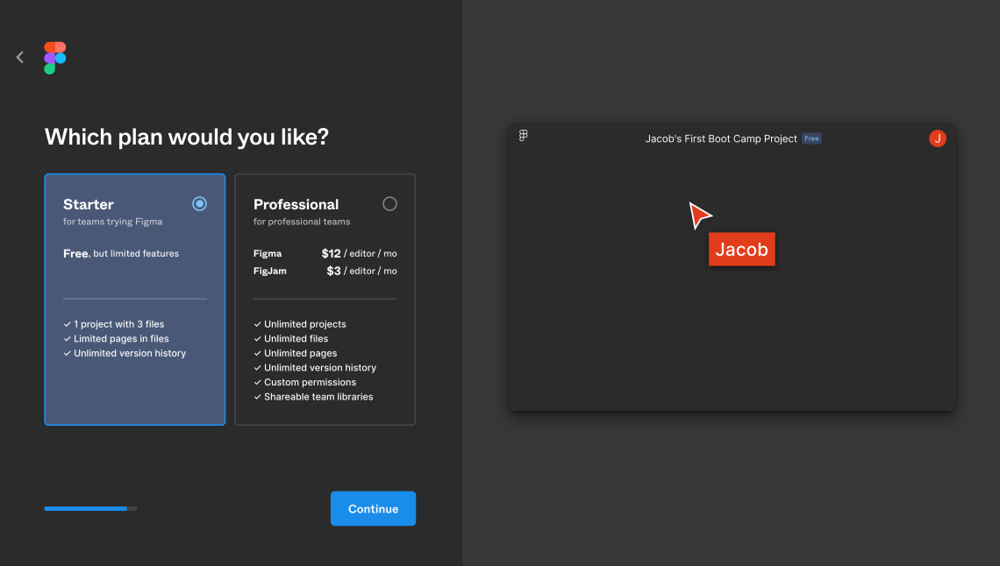 Which plan would you like?
Starter
for teams trying Figma
Free, but limited features
1 project with 3 files
Limited pages in files
Unlimited version history
Professional
for professional teams
Figma $12 / editor / mo
FigJam $3 / editor / mo
Unlimited projects
Unlimited files
Unlimited pages
Unlimited version history
Custom permissions
Shareable team libraries
Continue
Jacob's First Boot Camp Project Free
J
Jacob